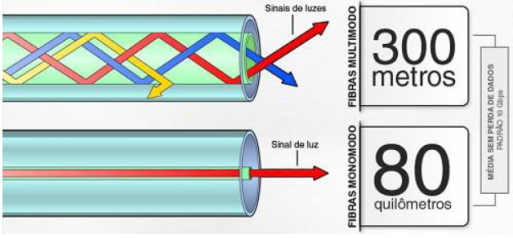 Sinais de luzes
FIBRAS MULTIMODO
300
metros
Sinal de luz
FIBRAS MONOMODO
80
quilômetros
MÉDIA SEM PERDA DE DADOS
PADRÃO 10 Gbps